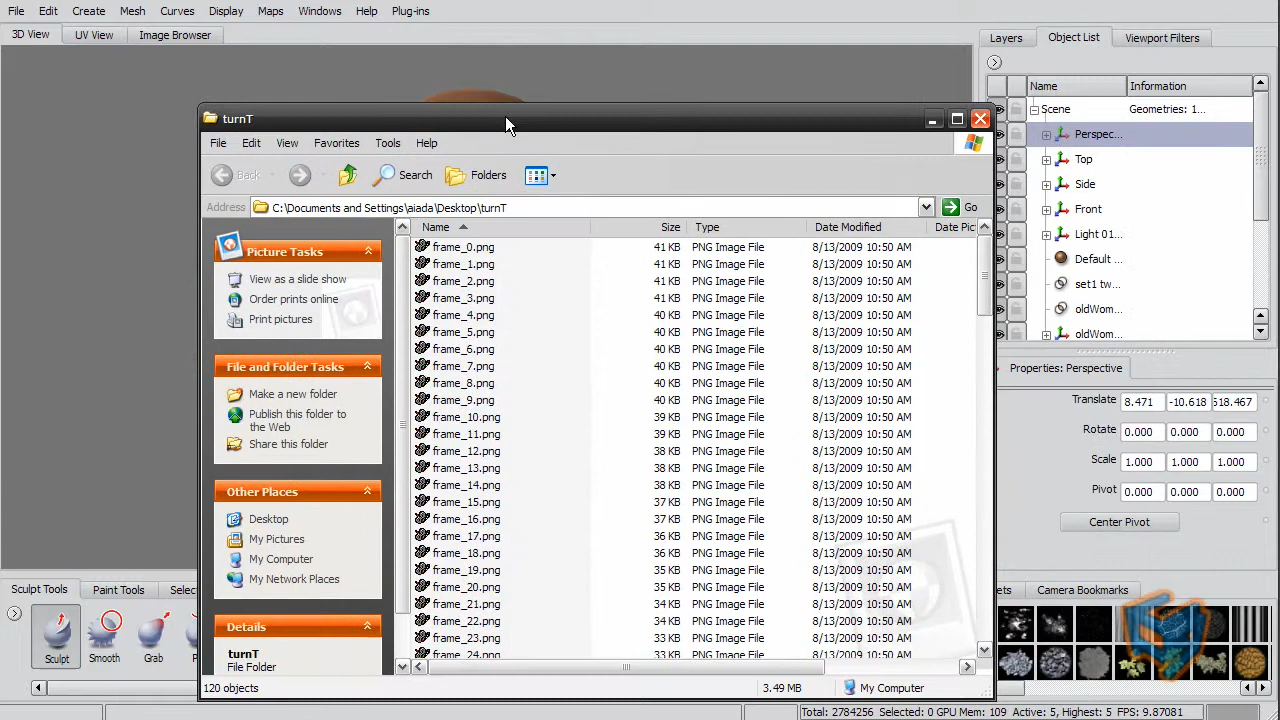 File Edit Create Mesh Curves Display Maps Windows Help Plug-ins
3D View UV View Image Browser
Layers Object List Viewport Filters
Name Information
Scene Geometries: 1...
Perspec...
Top
Side
Front
Light 01...
Default ...
set1 tw...
oldWom...
oldWom...
Properties: Perspective
Translate 8.471 -10.618 518.467
Rotate 0.000 0.000 0.000
Scale 1.000 1.000 1.000
Pivot 0.000 0.000 0.000
Center Pivot
turnT
File Edit View Favorites Tools Help
Back Search Folders
Address C:\Documents and Settings\aiada\Desktop\turnT Go
Picture Tasks
View as a slide show
Order prints online
Print pictures
File and Folder Tasks
Make a new folder
Publish this folder to
the Web
Share this folder
Other Places
Desktop
My Pictures
My Computer
My Network Places
Details
turnT
File Folder
Name Size Type Date Modified Date Pic
frame_0.png 41 KB PNG Image File 8/13/2009 10:50 AM
frame_1.png 41 KB PNG Image File 8/13/2009 10:50 AM
frame_2.png 41 KB PNG Image File 8/13/2009 10:50 AM
frame_3.png 41 KB PNG Image File 8/13/2009 10:50 AM
frame_4.png 40 KB PNG Image File 8/13/2009 10:50 AM
frame_5.png 40 KB PNG Image File 8/13/2009 10:50 AM
frame_6.png 40 KB PNG Image File 8/13/2009 10:50 AM
frame_7.png 40 KB PNG Image File 8/13/2009 10:50 AM
frame_8.png 40 KB PNG Image File 8/13/2009 10:50 AM
frame_9.png 40 KB PNG Image File 8/13/2009 10:50 AM
frame_10.png 39 KB PNG Image File 8/13/2009 10:50 AM
frame_11.png 39 KB PNG Image File 8/13/2009 10:50 AM
frame_12.png 38 KB PNG Image File 8/13/2009 10:50 AM
frame_13.png 38 KB PNG Image File 8/13/2009 10:50 AM
frame_14.png 38 KB PNG Image File 8/13/2009 10:50 AM
frame_15.png 37 KB PNG Image File 8/13/2009 10:50 AM
frame_16.png 37 KB PNG Image File 8/13/2009 10:50 AM
frame_17.png 36 KB PNG Image File 8/13/2009 10:50 AM
frame_18.png 36 KB PNG Image File 8/13/2009 10:50 AM
frame_19.png 35 KB PNG Image File 8/13/2009 10:50 AM
frame_20.png 35 KB PNG Image File 8/13/2009 10:50 AM
frame_21.png 34 KB PNG Image File 8/13/2009 10:50 AM
frame_22.png 34 KB PNG Image File 8/13/2009 10:50 AM
frame_23.png 33 KB PNG Image File 8/13/2009 10:50 AM
frame_24.png 33 KB PNG Image File 8/13/2009 10:50 AM
120 objects 3.49 MB My Computer
Sculpt Tools Paint Tools Selec
Sculpt Smooth Grab
ets Camera Bookmarks
Total: 2784256 Selected: 0 GPU Mem: 109 Active: 5, Highest: 5 FPS: 9.87081